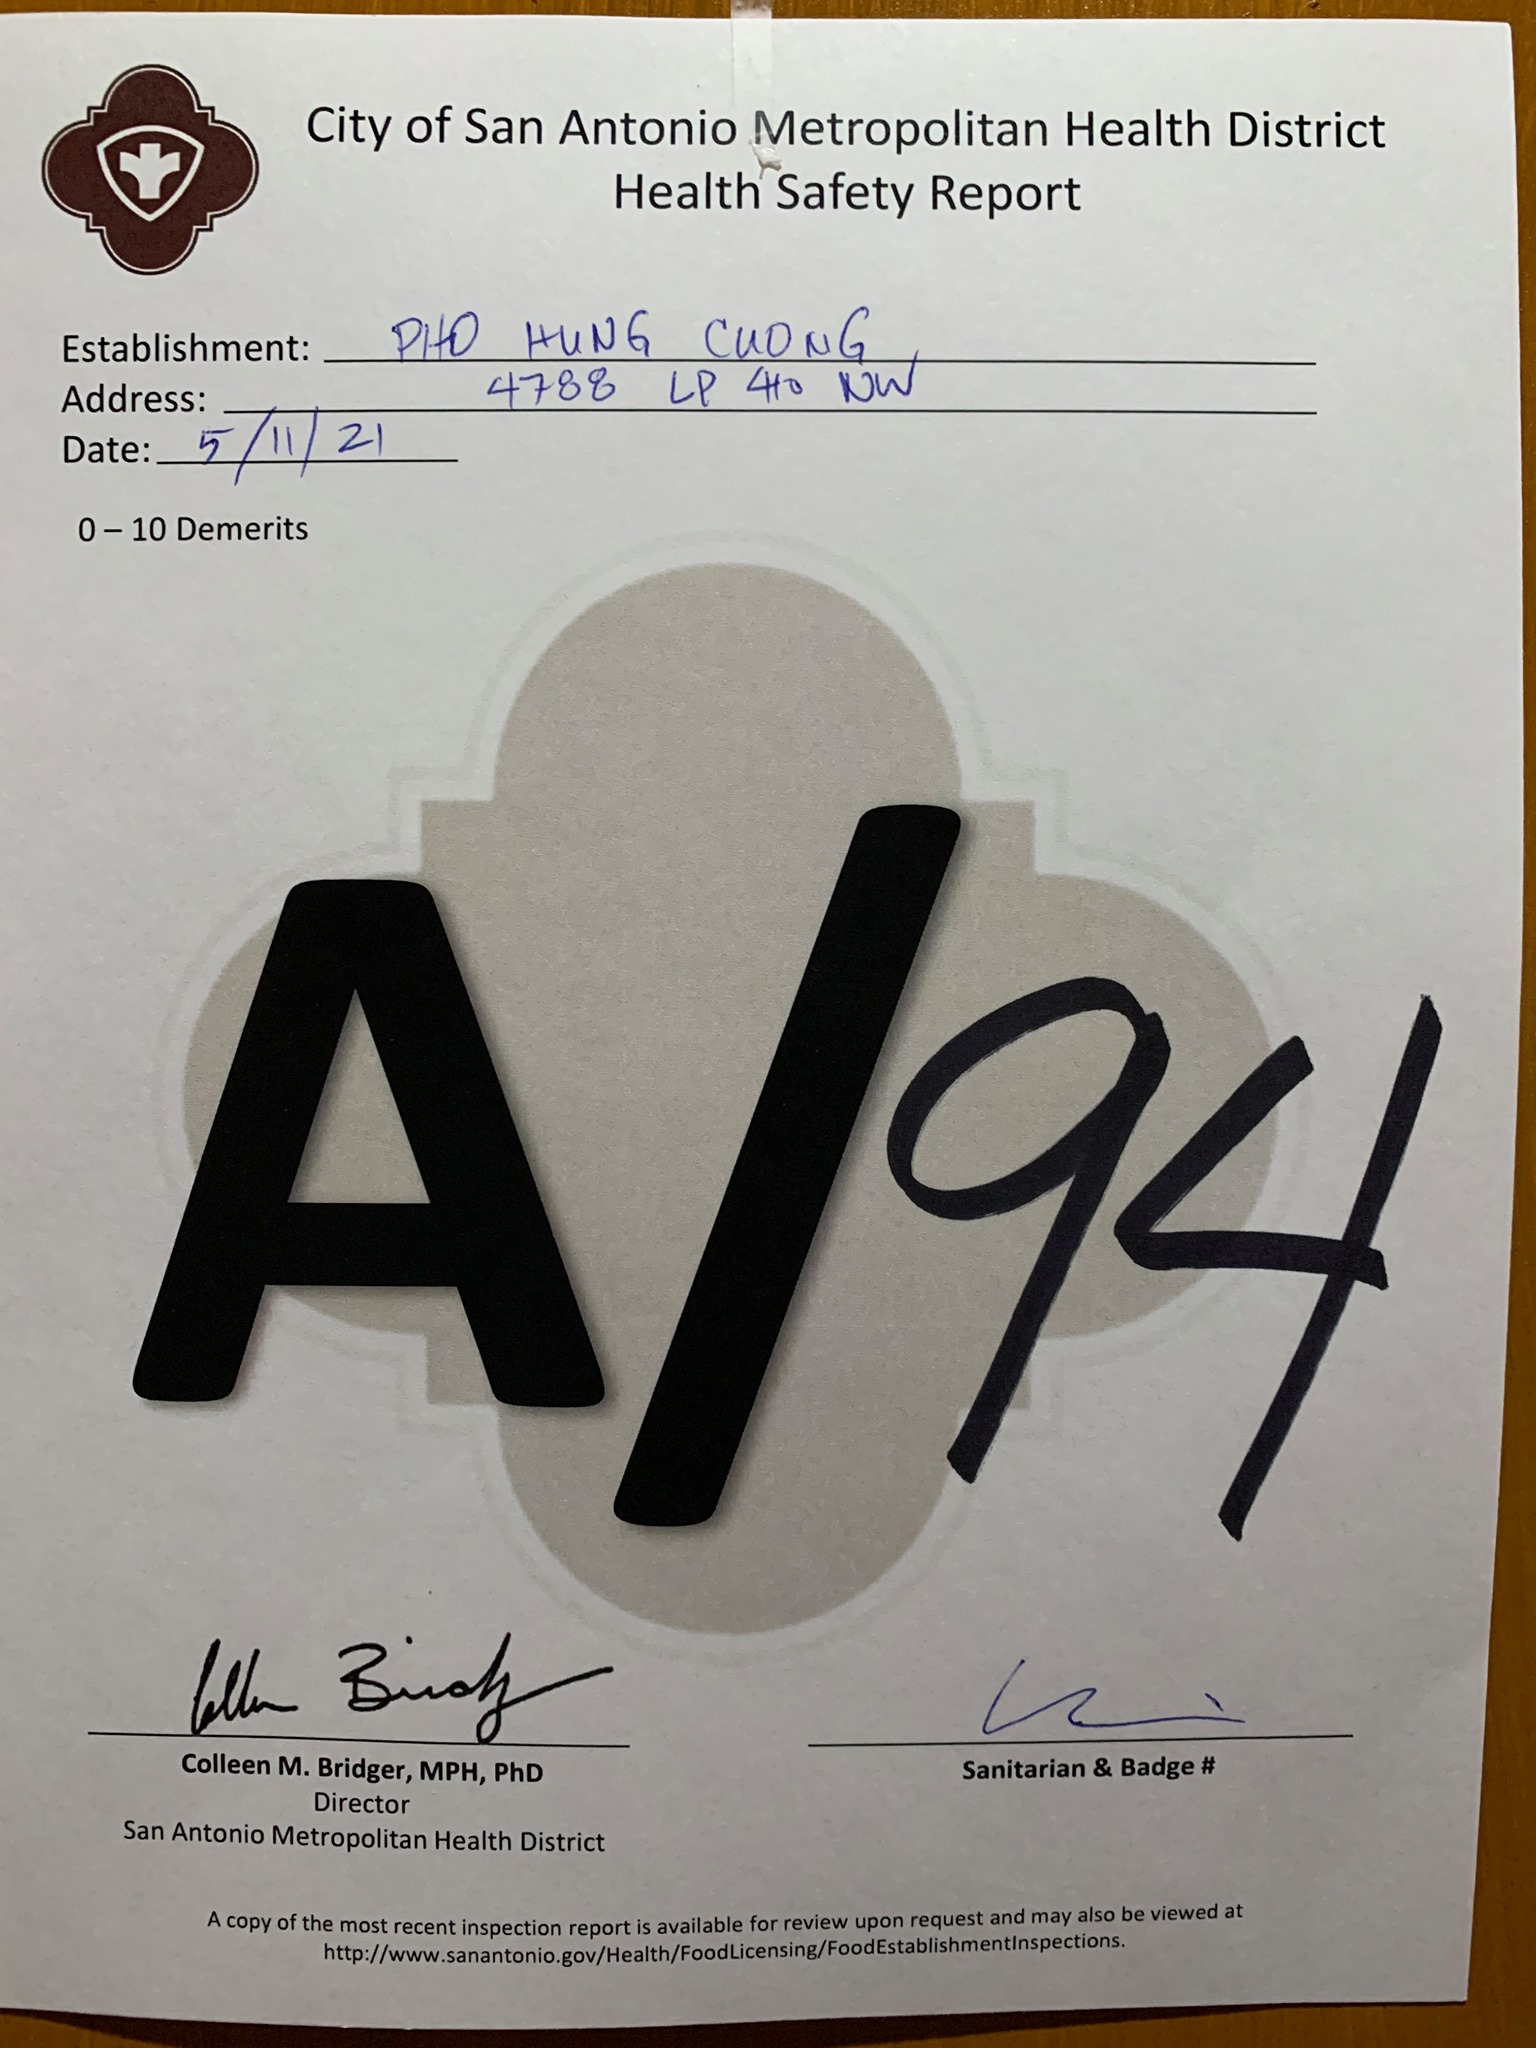 City of San Antonio Metropolitan Health District
Health Safety Report
Establishment: PHO HUNG CUONG
Address: 4788 LP 410 NW
Date: 5/11/21
0 – 10 Demerits
A/94
Colleen M. Bridger, MPH, PhD
Sanitarian & Badge #
Director
San Antonio Metropolitan Health District
A copy of the most recent inspection report is available for review upon request and may also be viewed at
http://www.sanantonio.gov/Health/FoodLicensing/FoodEstablishmentInspections.